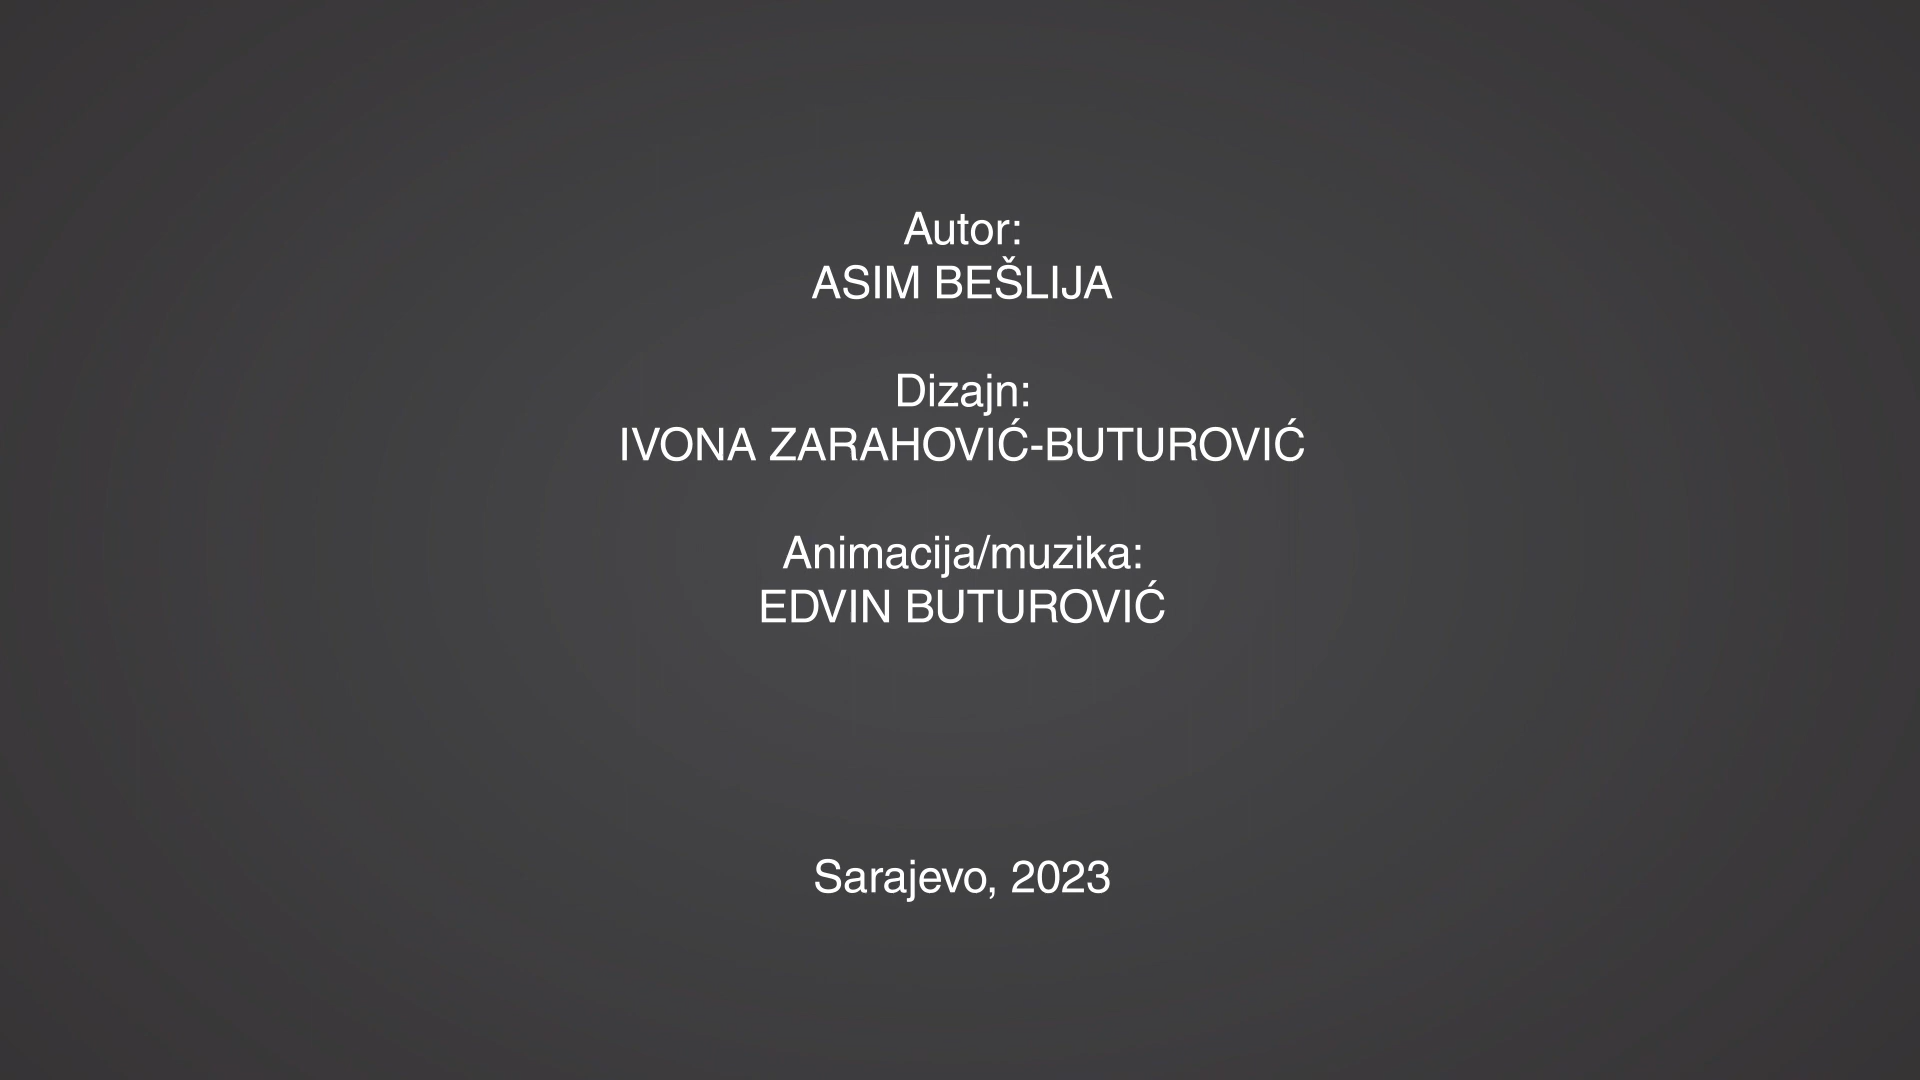 Autor:
ASIM BEŠLIJA
Dizajn:
IVONA ZARAHOVIĆ-BUTUROVIĆ
Animacija/muzika:
EDVIN BUTUROVIĆ
Sarajevo, 2023